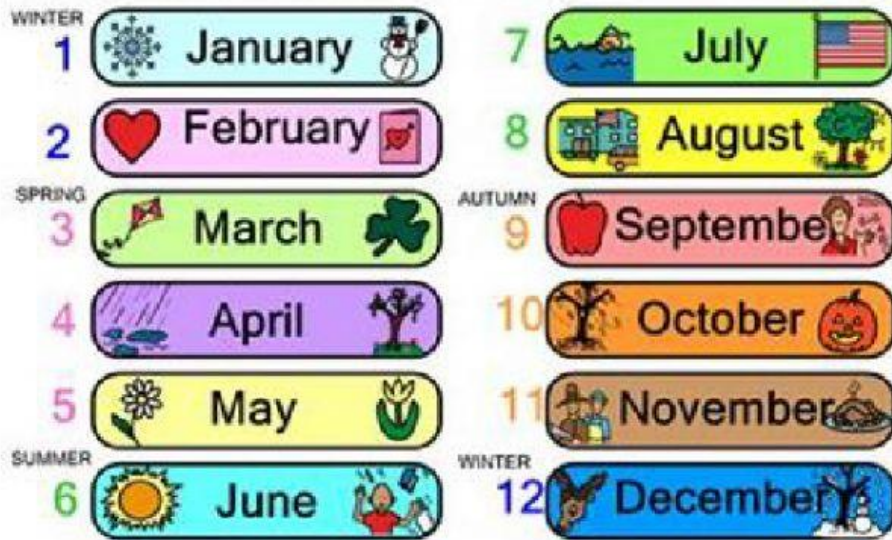 WINTER
1 January
2 February
SPRING
3 March
4 April
5 May
SUMMER
6 June
7 July
8 August
AUTUMN
9 Septembe
10 October
11 November
WINTER
12 December